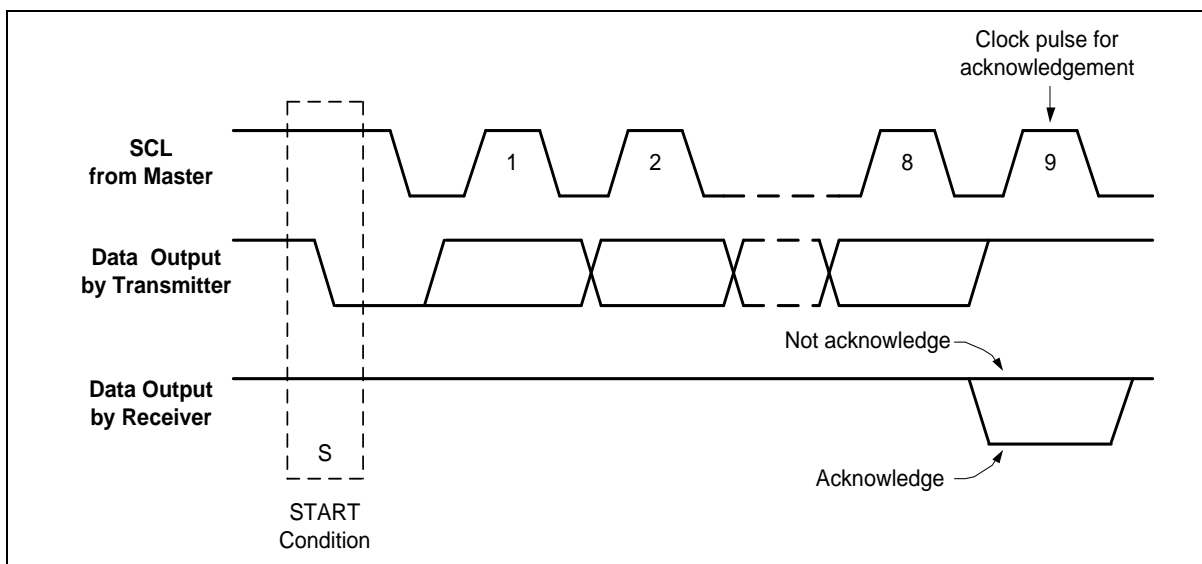 Clock pulse for
acknowledgement
SCL
from Master
1
2
8
9
Data Output
by Transmitter
Not acknowledge
Data Output
by Receiver
S
Acknowledge
START
Condition